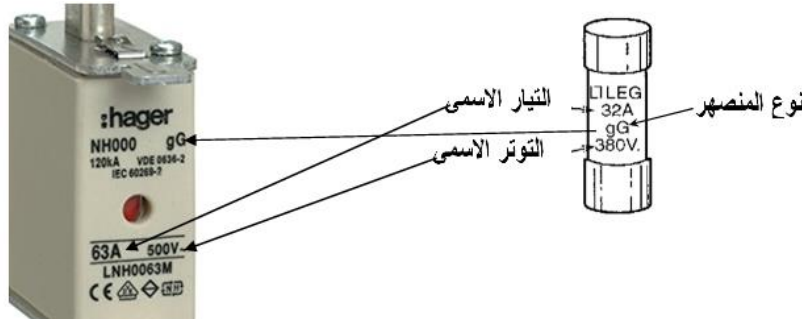 :hager
NH000 gG
120kA VDE 0636-2
IEC 60269-2
63A 500V~
LNH0063M
CE
التيار الاسمى
التوتر الاسمى
LEG
32A
gG
380V.
نوع المنصهر